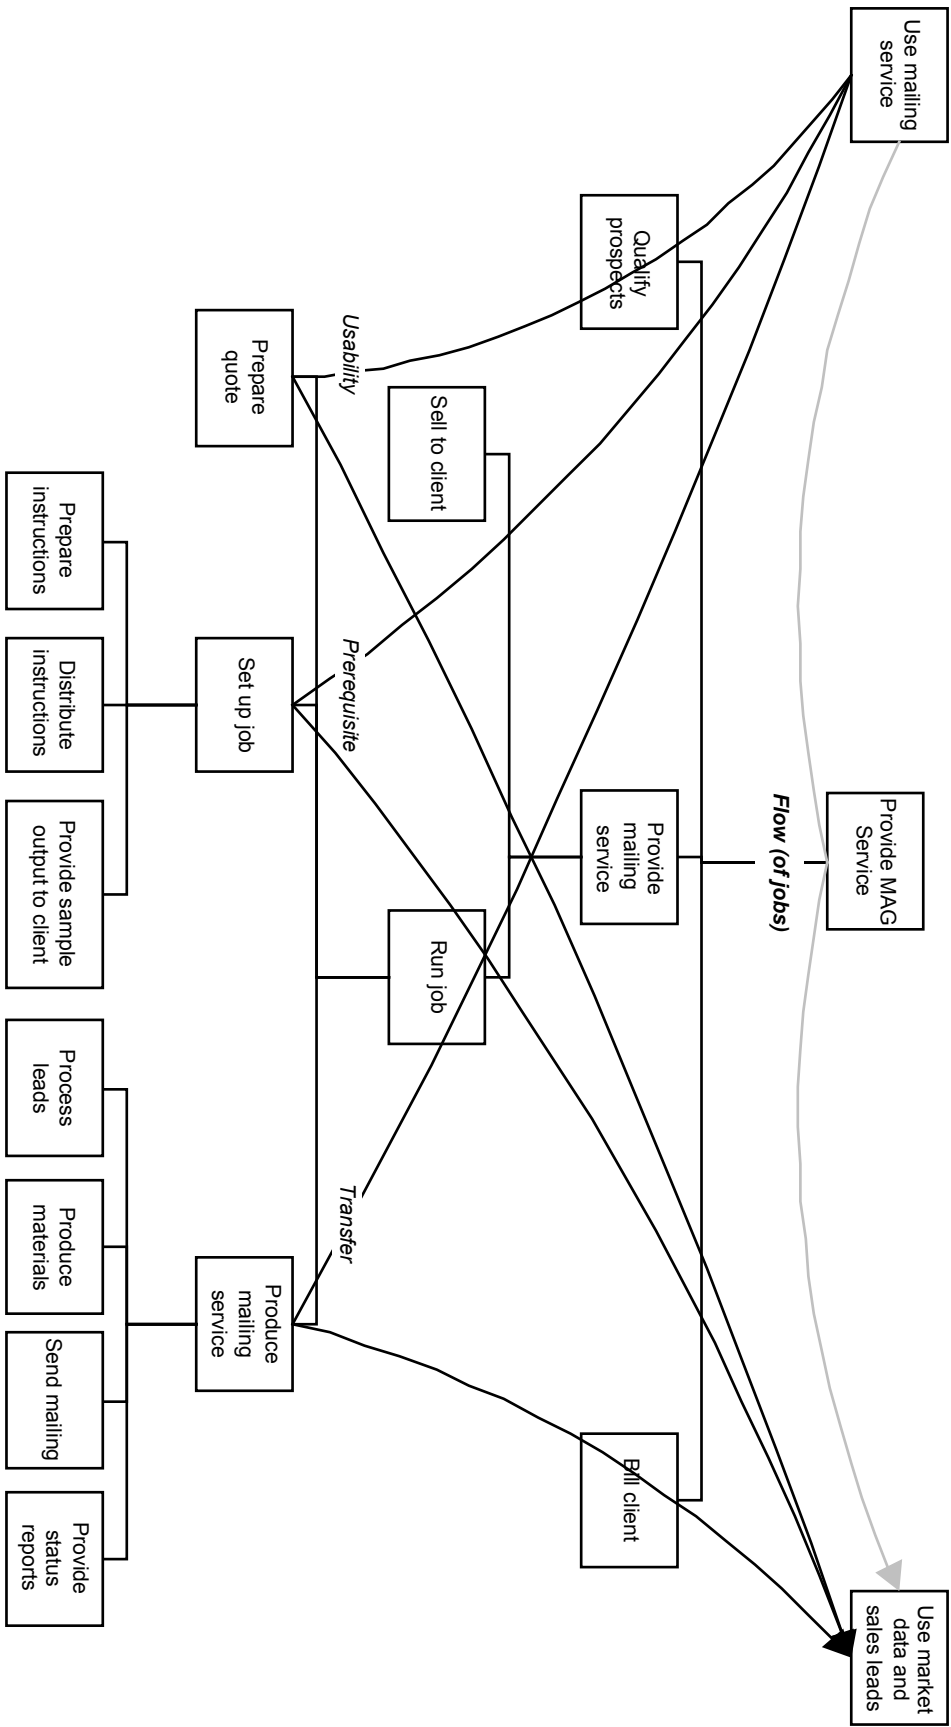 Use mailing
service
Provide MAG
Service
Use market
data and
sales leads
Flow (of jobs)
Qualify
prospects
Provide
mailing
service
Bill client
Sell to client
Run job
Usability
Prerequisite
Transfer
Prepare
quote
Set up job
Produce
mailing
service
Prepare
instructions
Distribute
instructions
Provide sample
output to client
Process
leads
Produce
materials
Send mailing
Provide
status
reports